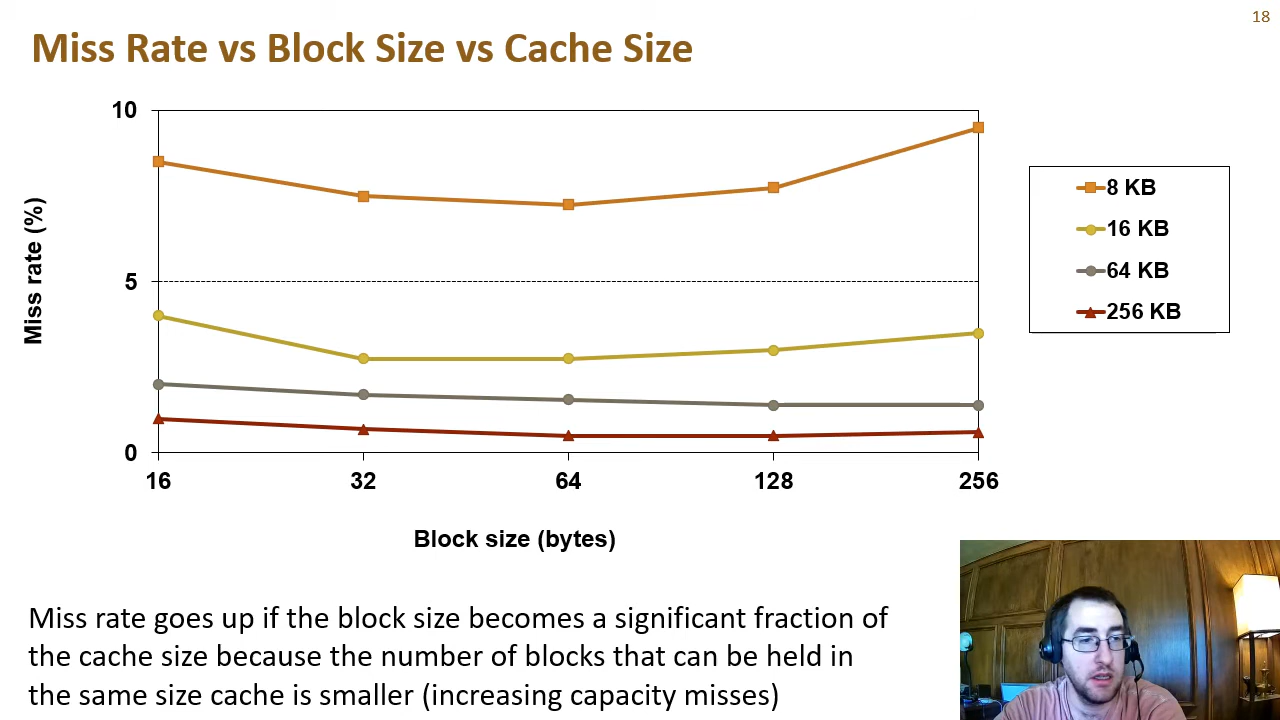 18
Miss Rate vs Block Size vs Cache Size
10
5
0
Miss rate (%)
16 32 64 128 256
Block size (bytes)
8 KB
16 KB
64 KB
256 KB
Miss rate goes up if the block size becomes a significant fraction of
the cache size because the number of blocks that can be held in
the same size cache is smaller (increasing capacity misses)